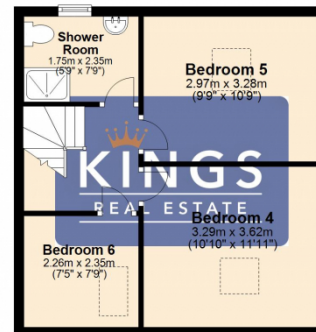 Shower
Room
1.75m x 2.35m
(5'9" x 7'9")
Bedroom 5
2.97m x 3.28m
(9'9" x 10'9")
KINGS
REAL ESTATE
Bedroom 4
3.29m x 3.62m
(10'10" x 11'11")
Bedroom 6
2.26m x 2.35m
(7'5" x 7'9")